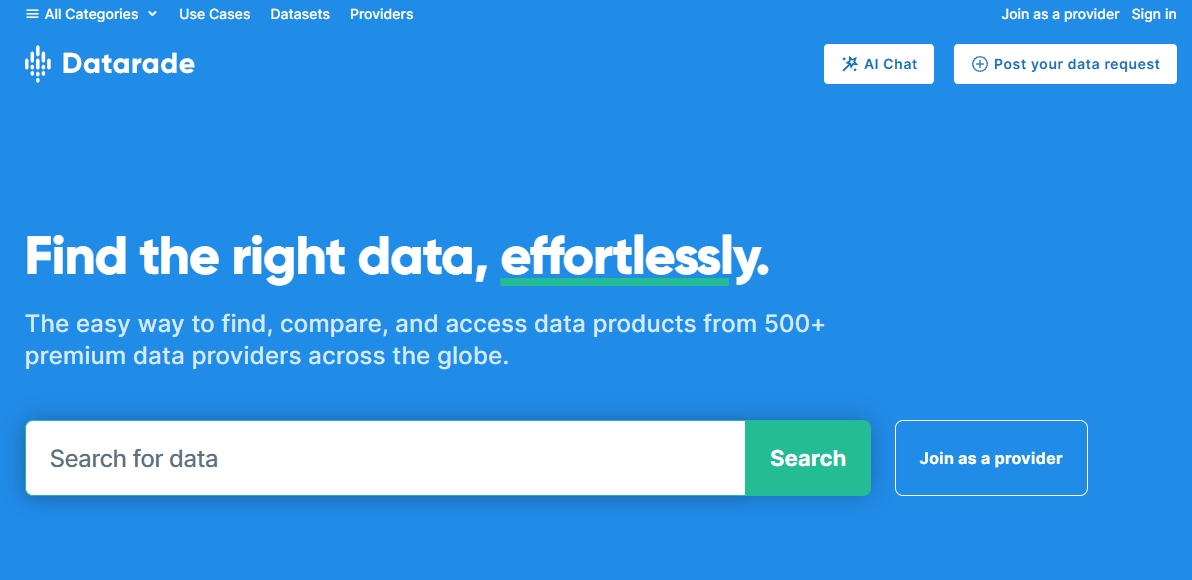 All Categories Use Cases Datasets Providers Join as a provider Sign in
Datarade AI Chat Post your data request
Find the right data, effortlessly.
The easy way to find, compare, and access data products from 500+
premium data providers across the globe.
Search for data Search Join as a provider